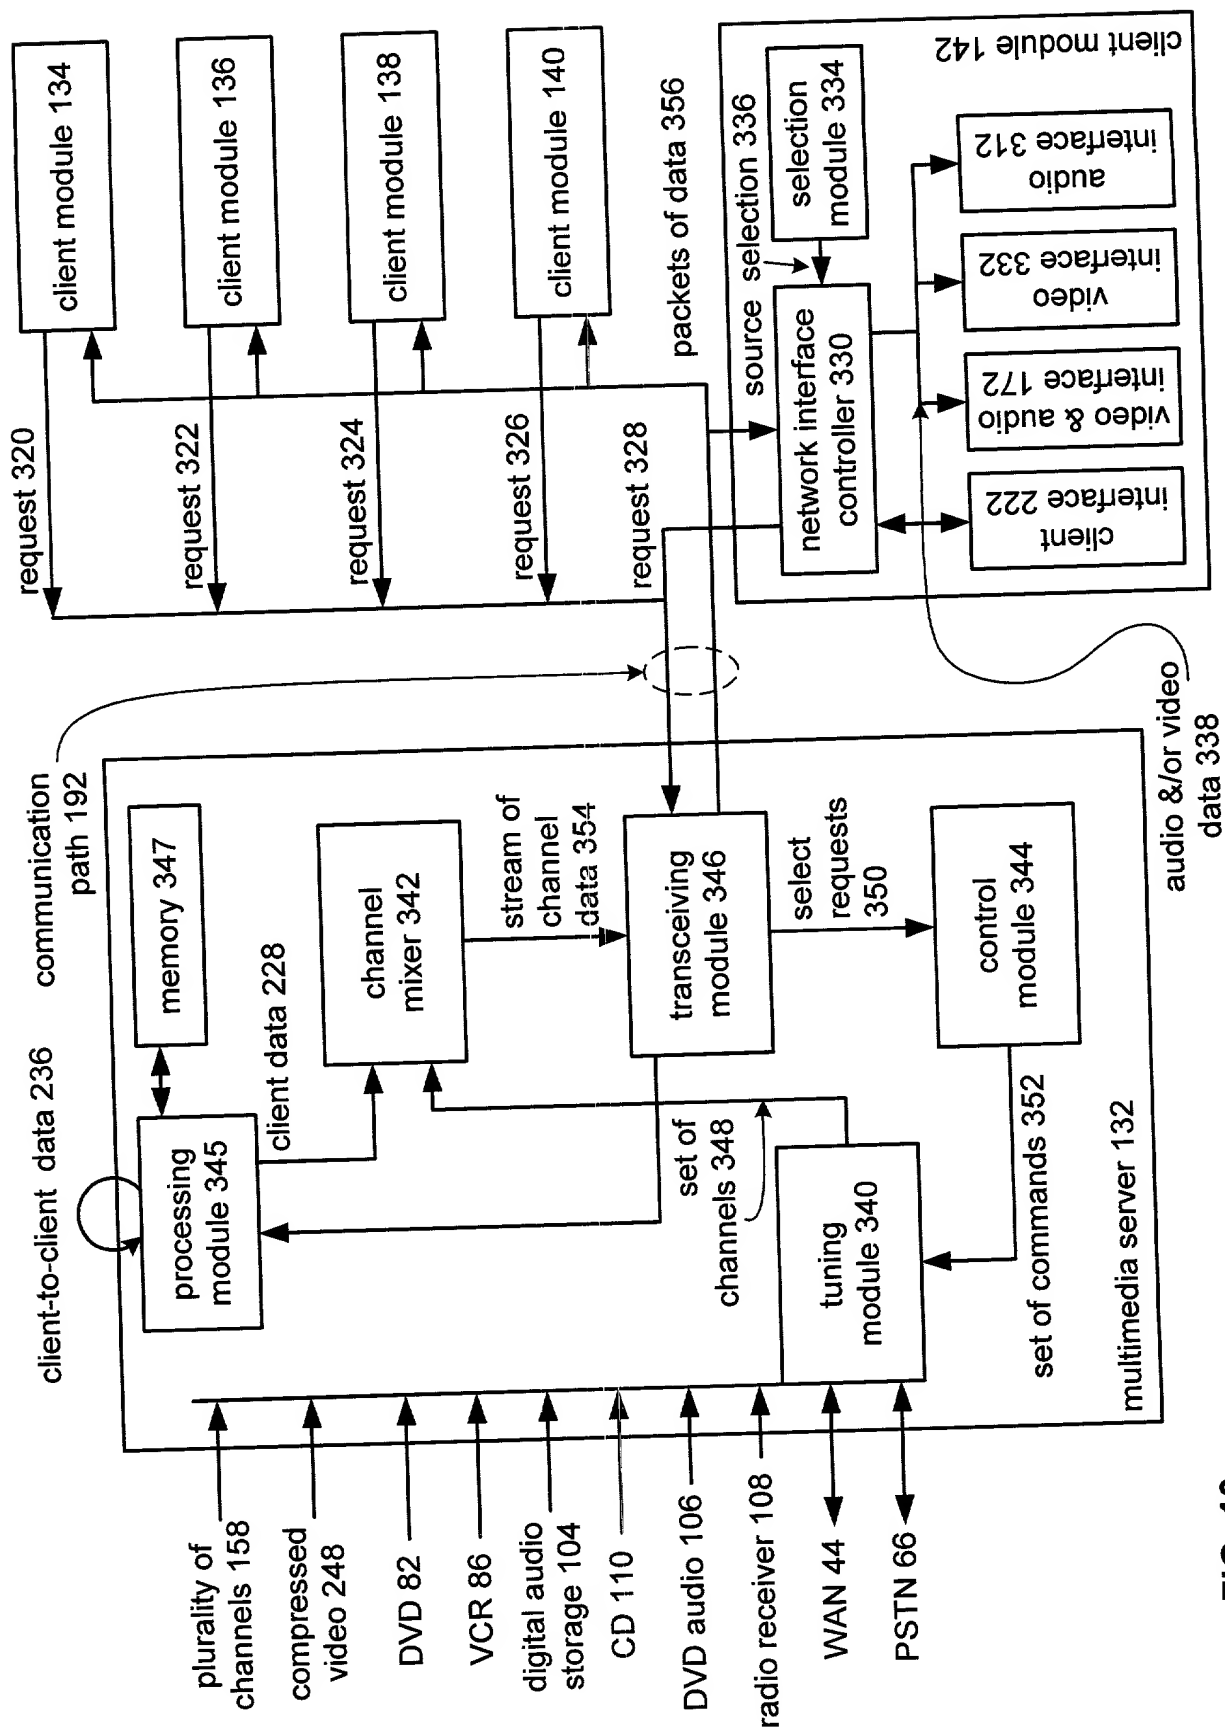 plurality of
channels 158
compressed
video 248
DVD 82
VCR 86
digital audio
storage 104
CD 110
DVD audio 106
radio receiver 108
WAN 44
PSTN 66
client-to-client data 236
processing
module 345
memory 347
client data 228
channel
mixer 342
stream of
channel
data 354
transceiving
module 346
set of
channels 348
select
requests
350
tuning
module 340
control
module 344
set of commands 352
multimedia server 132
communication
path 192
request 320
request 322
request 324
request 326
request 328
client module 134
client module 136
client module 138
client module 140
packets of data 356
source selection 336
selection
module 334
network interface
controller 330
client
interface 222
video & audio
interface 172
video
interface 332
audio
interface 312
client module 142
audio &/or video
data 338